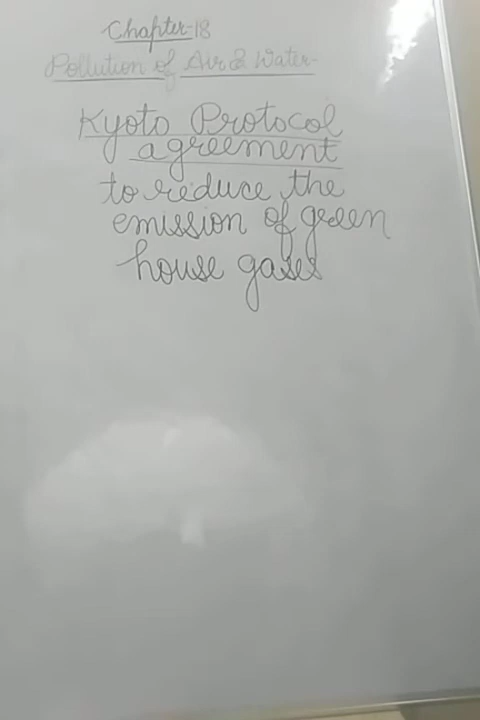 Chapter-18
Pollution of Air & Water-
Kyoto Protocol
agreement
to reduce the
emission of green
house gases